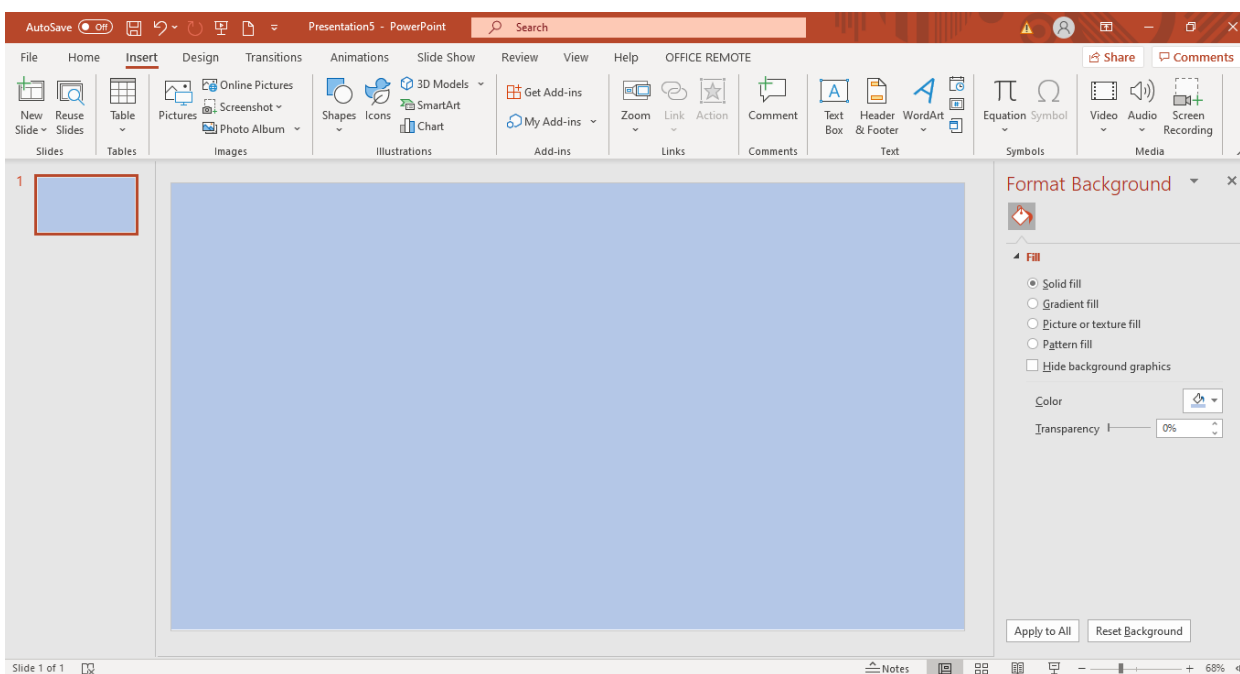 AutoSave Off Presentation5 - PowerPoint Search
File Home Insert Design Transitions Animations Slide Show Review View Help OFFICE REMOTE Share Comments
New Slide Reuse Slides Table Pictures Online Pictures Screenshot Photo Album Shapes Icons 3D Models SmartArt Chart Get Add-ins My Add-ins Zoom Link Action Comment Text Box Header & Footer WordArt Equation Symbol Video Audio Screen Recording
Slides Tables Images Illustrations Add-ins Links Comments Text Symbols Media
1
Format Background
Fill
Solid fill
Gradient fill
Picture or texture fill
Pattern fill
Hide background graphics
Color
Transparency 0%
Apply to All Reset Background
Slide 1 of 1 Notes 68%